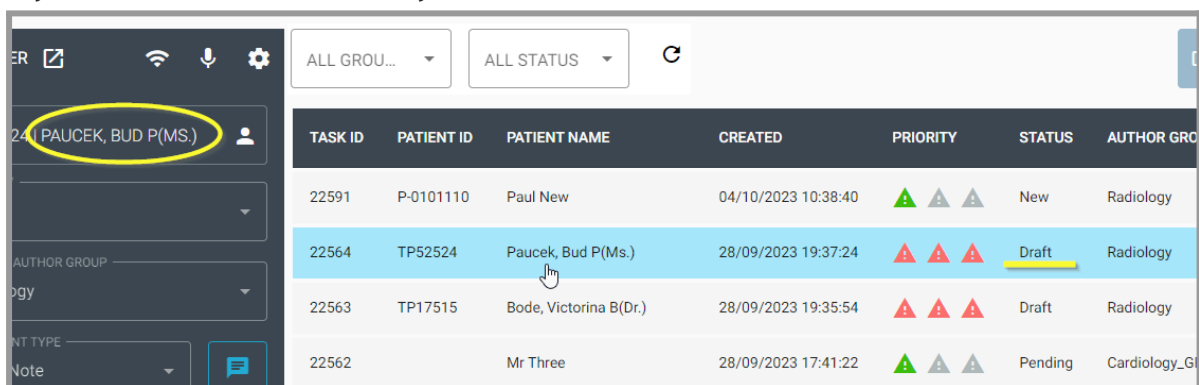 ER
ALL GROU...
ALL STATUS
24 | PAUCEK, BUD P(MS.)
AUTHOR GROUP
ogy
NT TYPE
Note
TASK ID PATIENT ID PATIENT NAME CREATED PRIORITY STATUS AUTHOR GRO
22591 P-0101110 Paul New 04/10/2023 10:38:40 New Radiology
22564 TP52524 Paucek, Bud P(Ms.) 28/09/2023 19:37:24 Draft Radiology
22563 TP17515 Bode, Victorina B(Dr.) 28/09/2023 19:35:54 Draft Radiology
22562 Mr Three 28/09/2023 17:41:22 Pending Cardiology_G